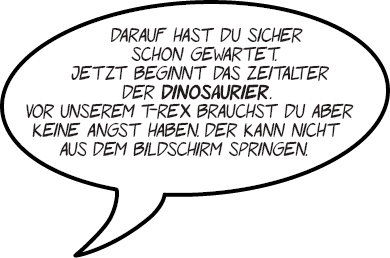 DARAUF HAST DU SICHER
SCHON GEWARTET.
JETZT BEGINNT DAS ZEITALTER
DER DINOSAURIER.
VOR UNSEREM T-REX BRAUCHST DU ABER
KEINE ANGST HABEN. DER KANN NICHT
AUS DEM BILDSCHIRM SPRINGEN.